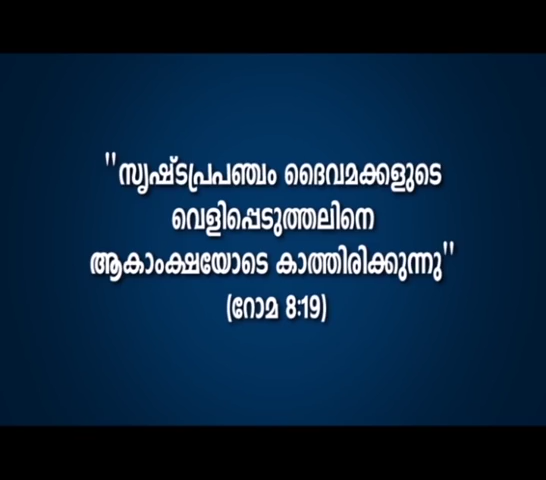 "സൃഷ്ടപ്രപഞ്ചം ദൈവമക്കളുടെ
വെളിപ്പെടുത്തലിനെ
ആകാംക്ഷയോടെ കാത്തിരിക്കുന്നു"
(റോമ 8:19)